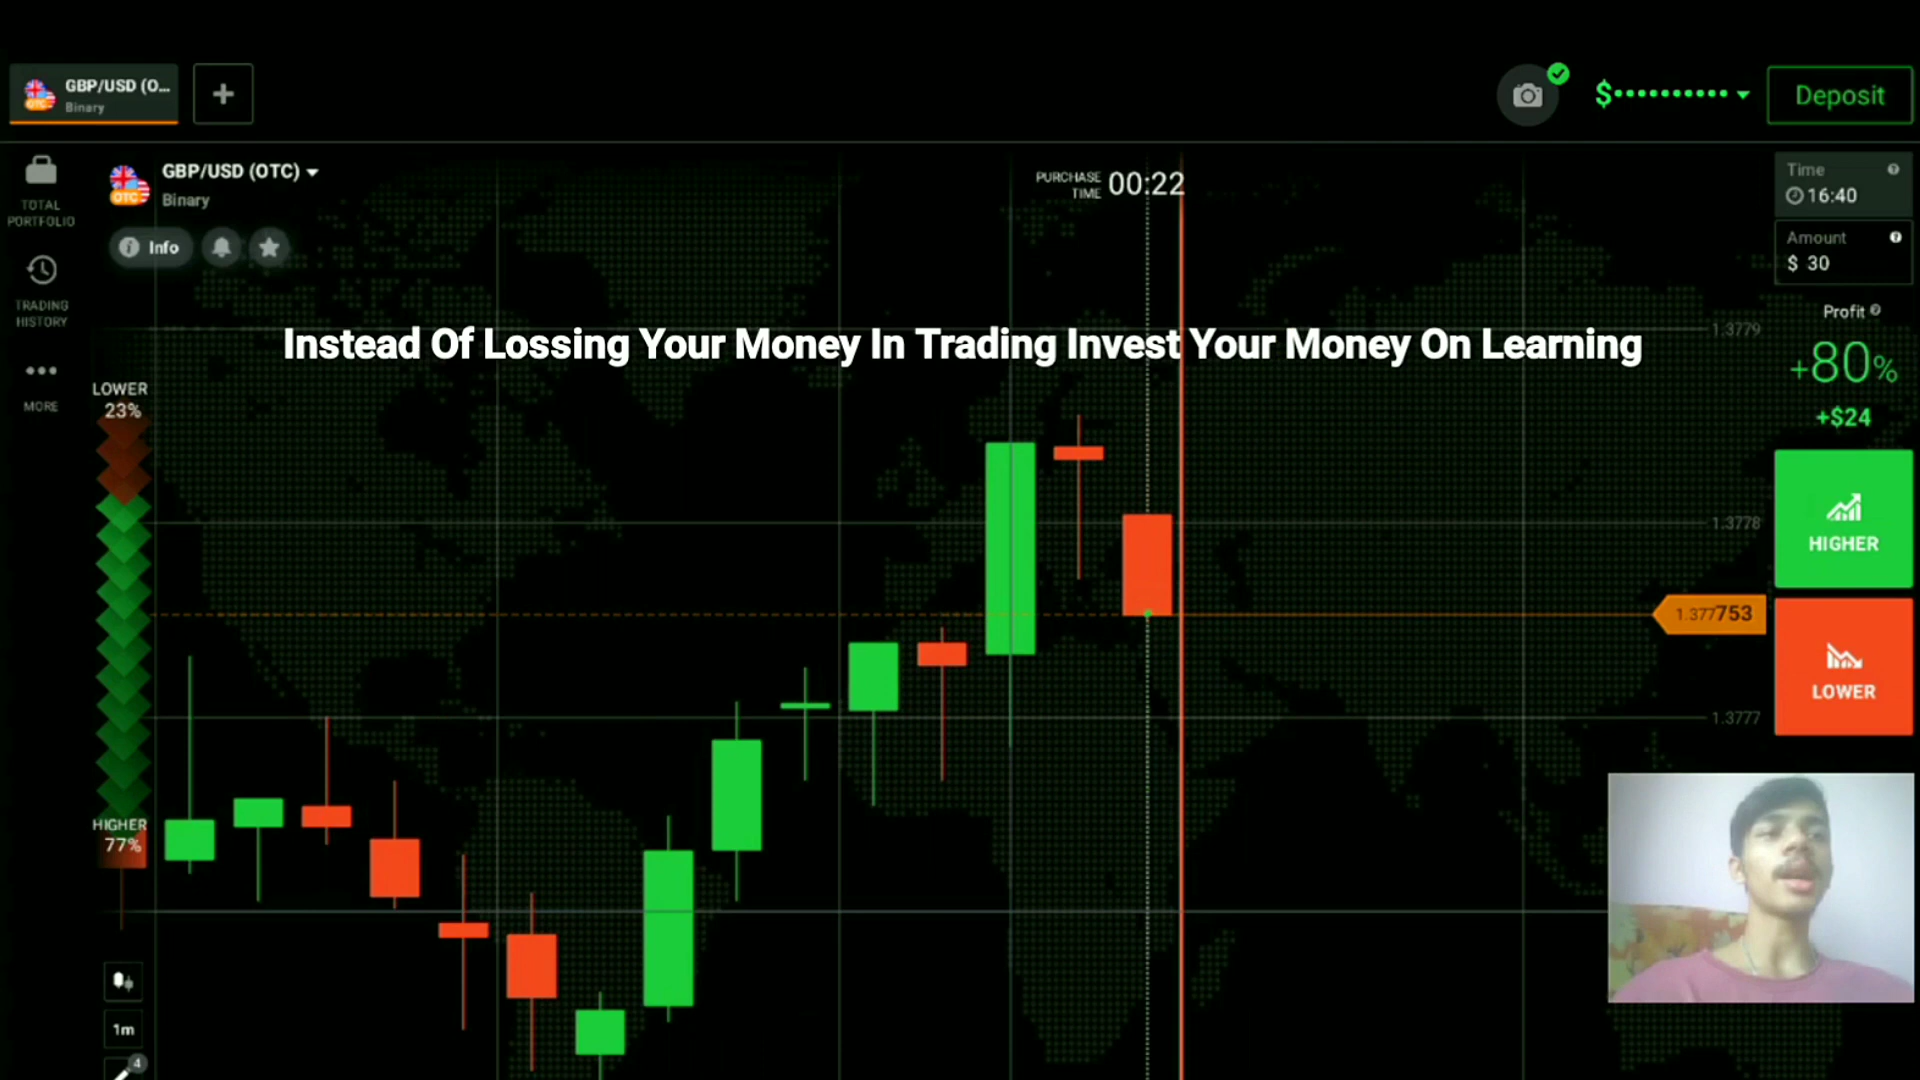 GBP/USD (O...
Binary
$
Deposit
TOTAL
PORTFOLIO
GBP/USD (OTC)
Binary
OTC
PURCHASE
TIME
00:22
Time
16:40
Info
Amount
$ 30
TRADING
HISTORY
Profit
1.3779
Instead Of Lossing Your Money In Trading Invest Your Money On Learning
+80%
MORE
LOWER
23%
+$24
1.3778
HIGHER
1.377753
LOWER
1.3777
HIGHER
77%
1m
4